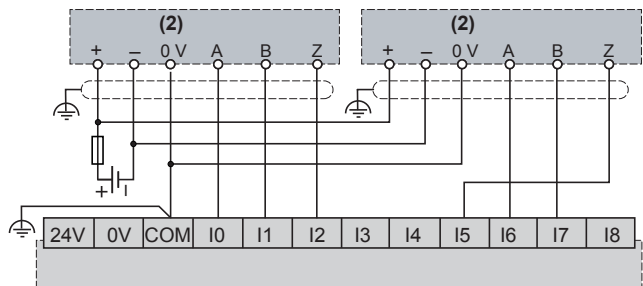 (2) (2)
+ – 0 V A B Z + – 0 V A B Z
+ –
24V 0V COM I0 I1 I2 I3 I4 I5 I6 I7 I8